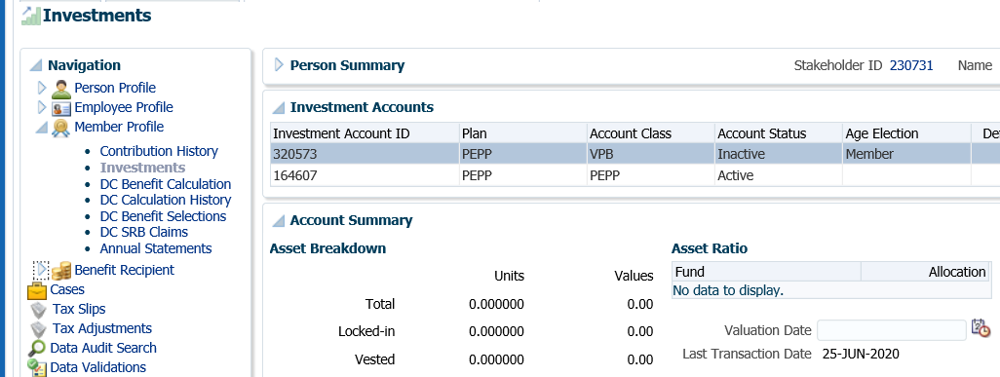 Investments
Navigation
Person Profile
Employee Profile
Member Profile
• Contribution History
• Investments
• DC Benefit Calculation
• DC Calculation History
• DC Benefit Selections
• DC SRB Claims
• Annual Statements
Benefit Recipient
Cases
Tax Slips
Tax Adjustments
Data Audit Search
Data Validations
Person Summary Stakeholder ID 230731 Name
Investment Accounts
Investment Account ID Plan Account Class Account Status Age Election De
320573 PEPP VPB Inactive Member
164607 PEPP PEPP Active
Account Summary
Asset Breakdown
Units Values
Total 0.000000 0.00
Locked-in 0.000000 0.00
Vested 0.000000 0.00
Asset Ratio
Fund Allocation
No data to display.
Valuation Date
Last Transaction Date 25-JUN-2020